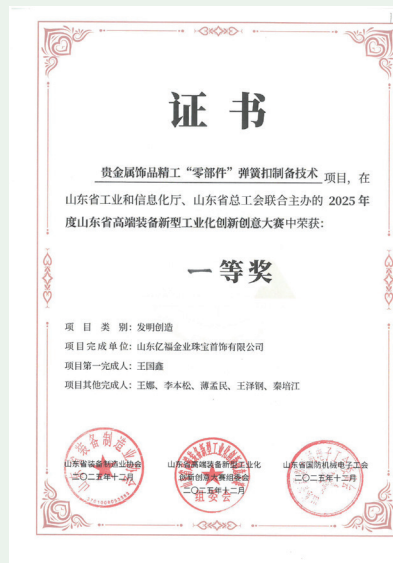 证书
贵金属饰品精工“零部件”弹簧扣制备技术 项目，在
山东省工业和信息化厅、山东省总工会联合主办的 2025 年
度山东省高端装备新型工业化创新创意大赛中荣获：
一等奖
项目类别：发明创造
项目完成单位：山东亿福金业珠宝首饰有限公司
项目第一完成人：王国鑫
项目其他完成人：王娜、李本松、薄孟民、王泽钢、秦培江
山东省装备制造业协会
二〇二五年十二月
山东省高端装备新型工业化
创新创意大赛组委会
二〇二五年十二月
山东省国防机械电子工会
二〇二五年十二月